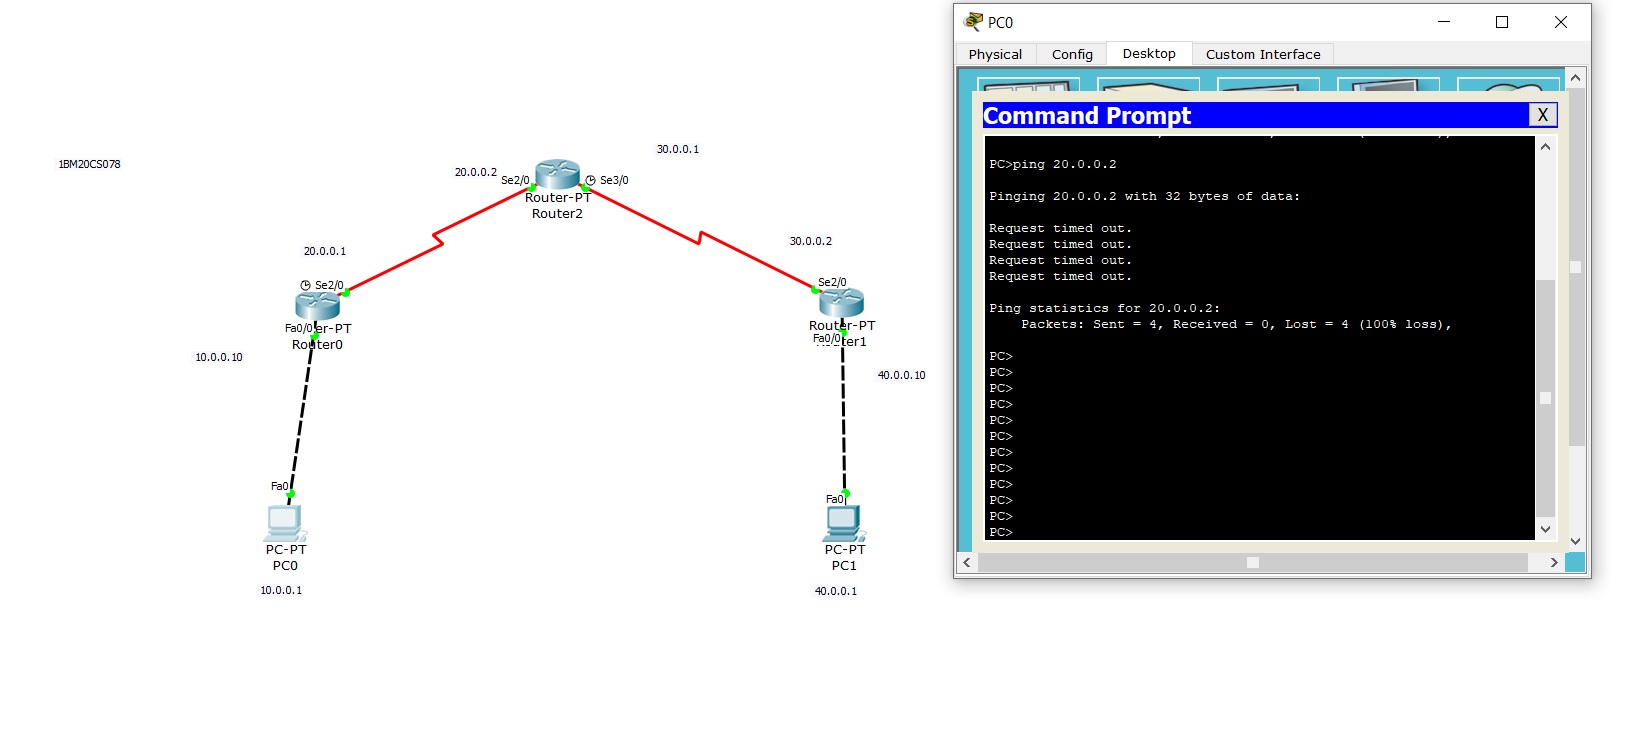 1BM20CS078
30.0.0.1
20.0.0.2
Se2/0
Se3/0
Router-PT
Router2
20.0.0.1
30.0.0.2
Se2/0
Se2/0
Fa0/0
er-PT
Router0
Router-PT
Fa0/0
ter1
10.0.0.10
40.0.0.10
Fa0
Fa0
PC-PT
PC0
PC-PT
PC1
10.0.0.1
40.0.0.1
PC0
Physical Config Desktop Custom Interface
Command Prompt X
PC>ping 20.0.0.2
Pinging 20.0.0.2 with 32 bytes of data:
Request timed out.
Request timed out.
Request timed out.
Request timed out.
Ping statistics for 20.0.0.2:
Packets: Sent = 4, Received = 0, Lost = 4 (100% loss),
PC>
PC>
PC>
PC>
PC>
PC>
PC>
PC>
PC>
PC>
PC>
PC>